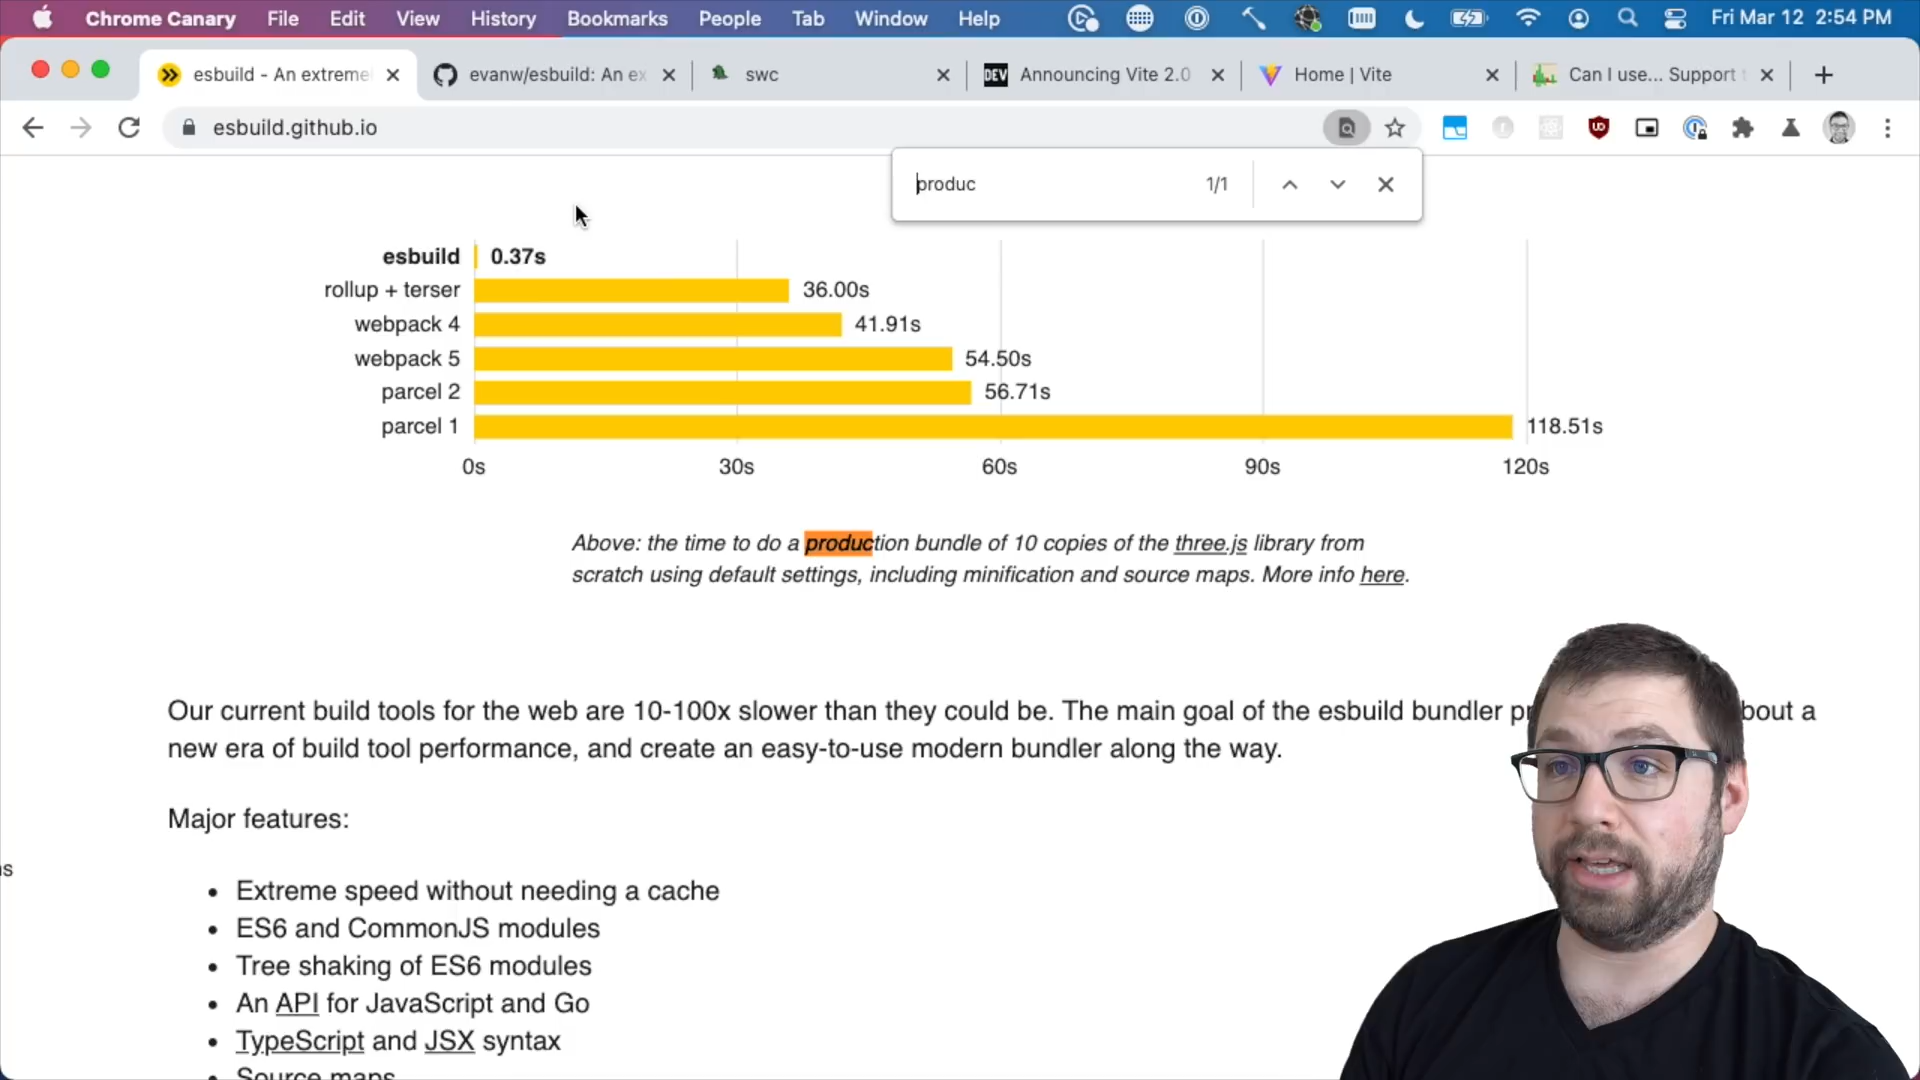 Chrome Canary File Edit View History Bookmarks People Tab Window Help Fri Mar 12 2:54 PM
esbuild - An extreme evanw/esbuild: An ex swc DEV Announcing Vite 2.0 Home | Vite Can I use... Support
esbuild.github.io
produc 1/1
esbuild 0.37s
rollup + terser 36.00s
webpack 4 41.91s
webpack 5 54.50s
parcel 2 56.71s
parcel 1 118.51s
0s 30s 60s 90s 120s
Above: the time to do a production bundle of 10 copies of the three.js library from
scratch using default settings, including minification and source maps. More info here.
Our current build tools for the web are 10-100x slower than they could be. The main goal of the esbuild bundler pr bout a
new era of build tool performance, and create an easy-to-use modern bundler along the way.
Major features:
• Extreme speed without needing a cache
• ES6 and CommonJS modules
• Tree shaking of ES6 modules
• An API for JavaScript and Go
• TypeScript and JSX syntax
• Source maps